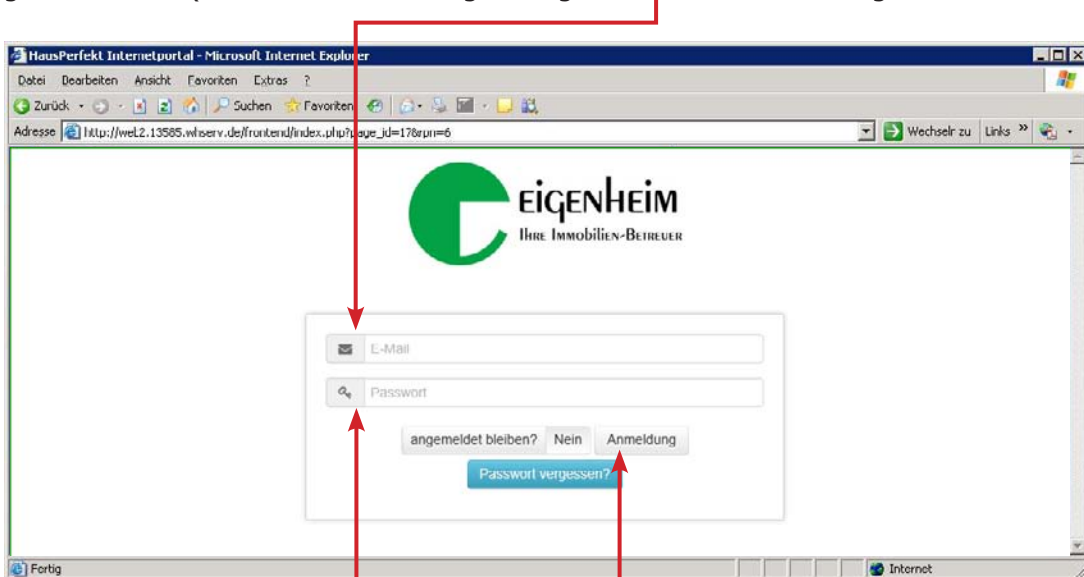 HausPerfekt Internetportal - Microsoft Internet Explorer
Datei Bearbeiten Ansicht Favoriten Extras ?
Zurück Suchen Favoriten
Adresse http://wel2.13585.whserv.de/frontend/index.php?page_id=17&rpn=6 Wechseln zu Links »
EiGENHEiM
Ihre Immobilien-Betreuer
E-Mail
Passwort
angemeldet bleiben? Nein Anmeldung
Passwort vergessen?
Fertig Internet